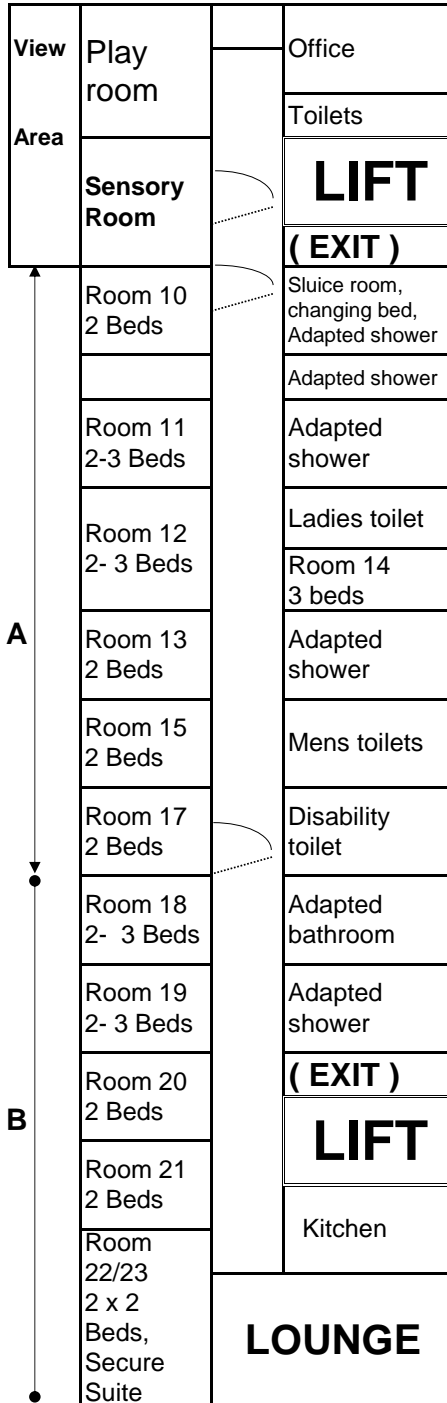 View
Area
Play
room
Office
Toilets
Sensory
Room
LIFT
( EXIT )
Room 10
2 Beds
Sluice room,
changing bed,
Adapted shower
Adapted shower
Room 11
2-3 Beds
Adapted
shower
Room 12
2- 3 Beds
Ladies toilet
Room 14
3 beds
A
Room 13
2 Beds
Adapted
shower
Room 15
2 Beds
Mens toilets
Room 17
2 Beds
Disability
toilet
Room 18
2- 3 Beds
Adapted
bathroom
Room 19
2- 3 Beds
Adapted
shower
B
Room 20
2 Beds
( EXIT )
LIFT
Room 21
2 Beds
Kitchen
Room
22/23
2 x 2
Beds,
Secure
Suite
LOUNGE